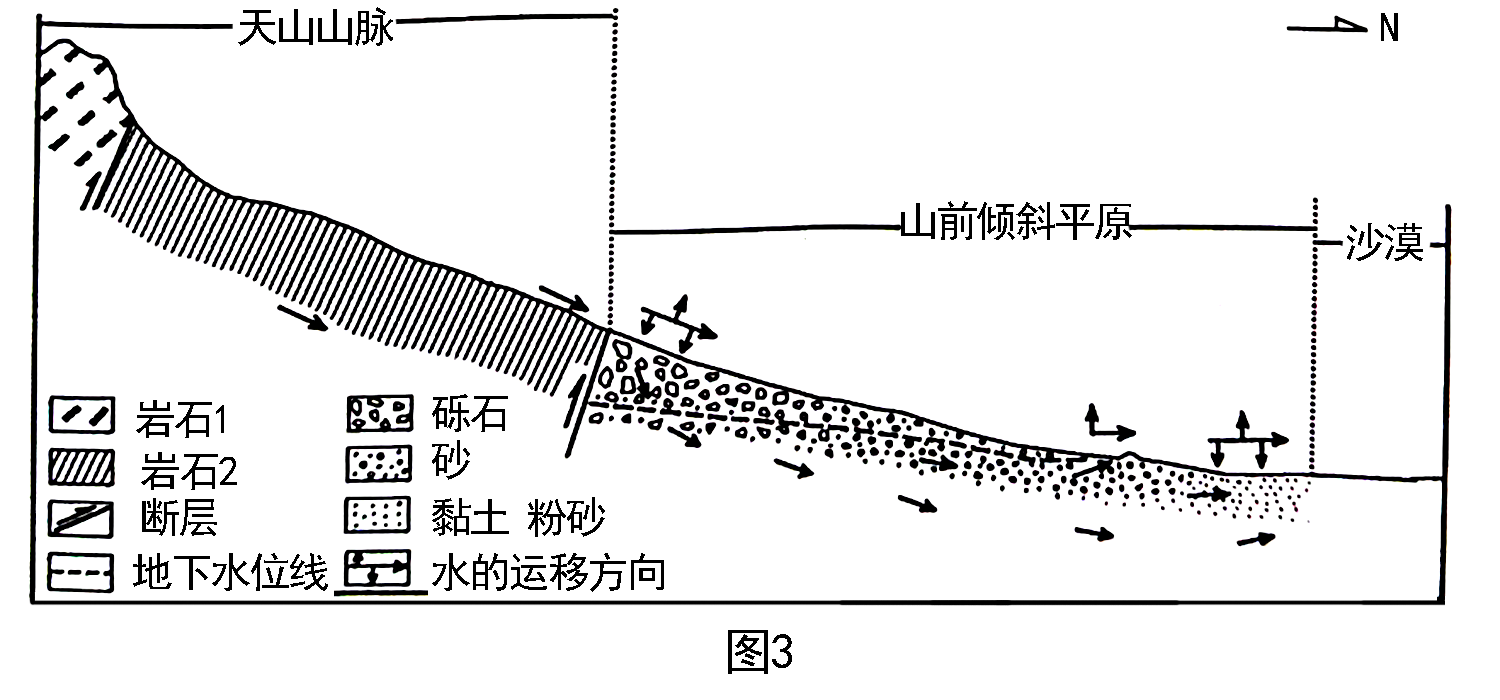 天山山脉
N
山前倾斜平原
沙漠
岩石1
砾石
岩石2
砂
断层
黏土 粉砂
地下水位线
水的运移方向
图3